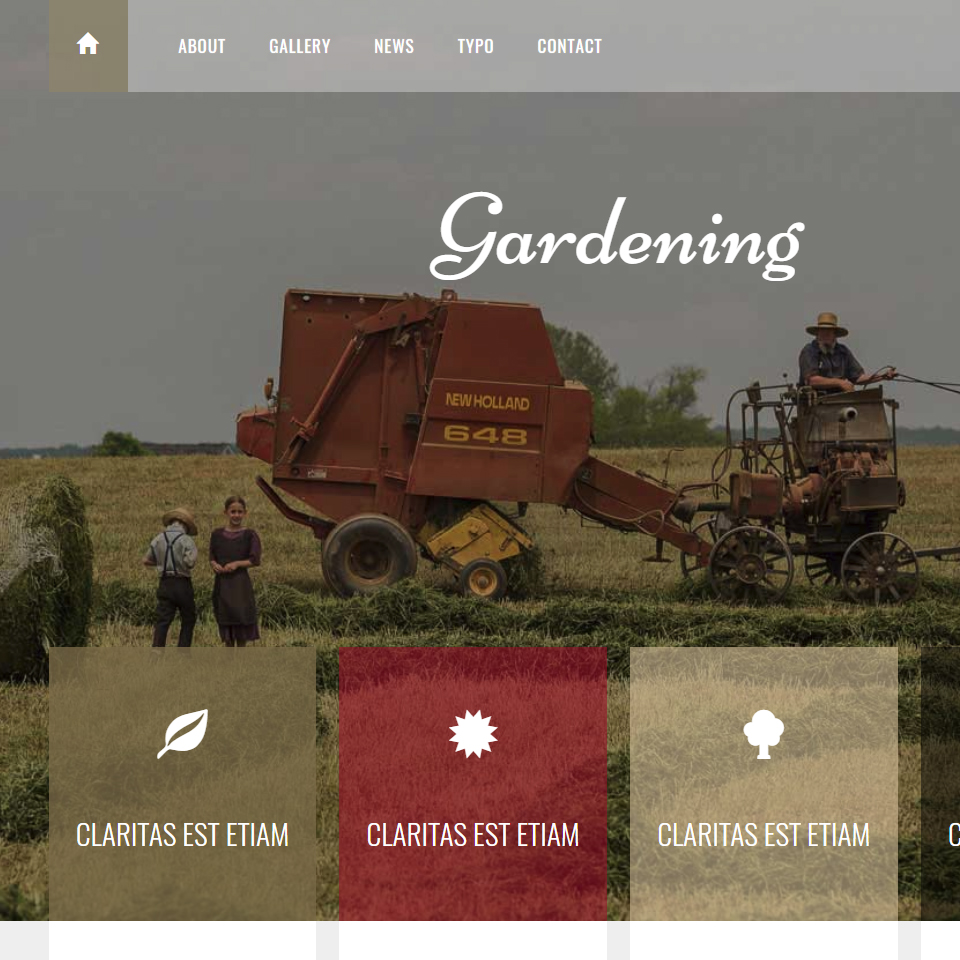 ABOUT GALLERY NEWS TYPO CONTACT
Gardening
NEW HOLLAND
648
CLARITAS EST ETIAM CLARITAS EST ETIAM CLARITAS EST ETIAM